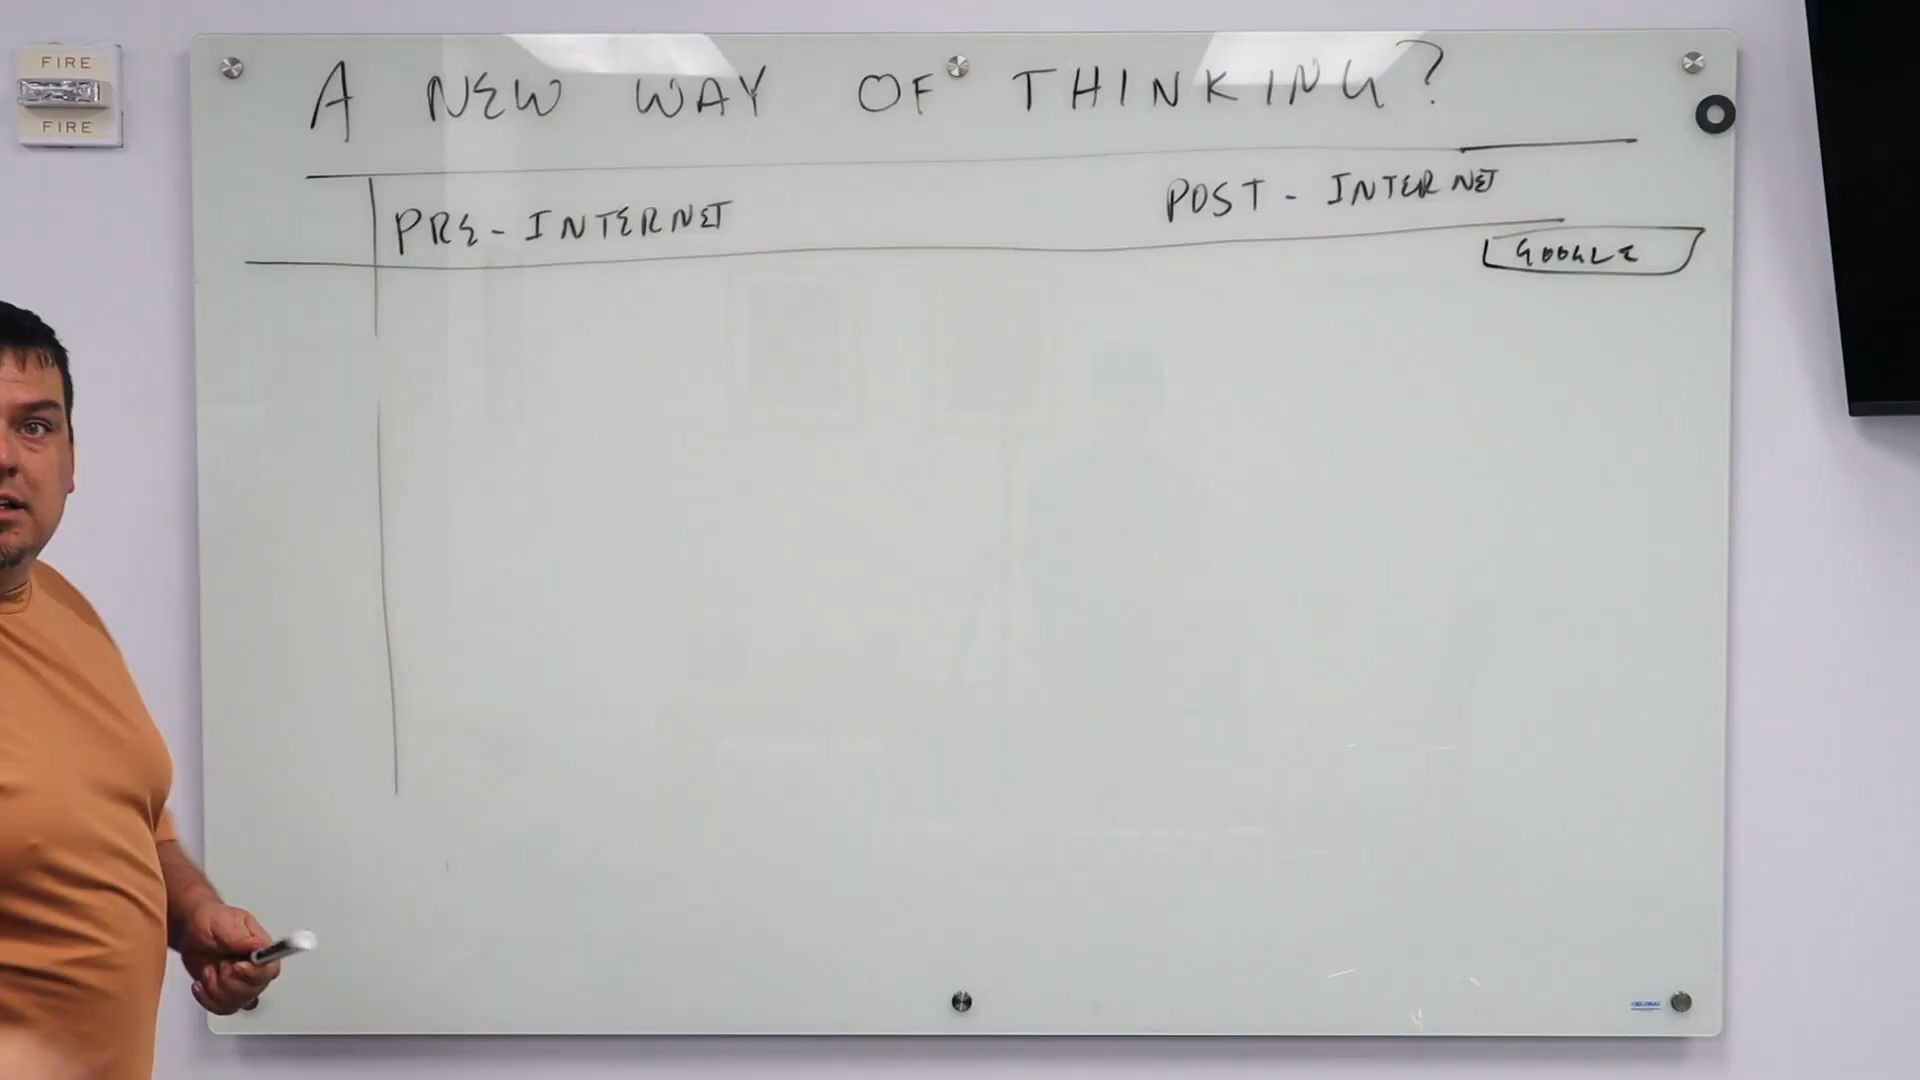 FIRE
FIRE
A NEW WAY OF THINKING?
PRE - INTERNET
POST - INTERNET
GOOGLE